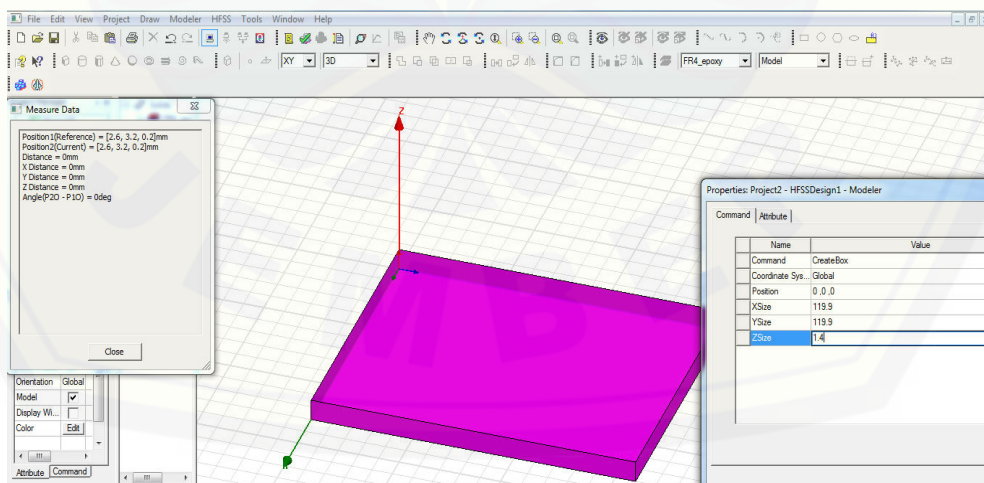 File Edit View Project Draw Modeler HFSS Tools Window Help
XY 3D FR4_epoxy Model
Measure Data
Position1(Reference) = [2.6, 3.2, 0.2]mm
Position2(Current) = [2.6, 3.2, 0.2]mm
Distance = 0mm
X Distance = 0mm
Y Distance = 0mm
Z Distance = 0mm
Angle(P2O - P1O) = 0deg
Close
Orientation Global
Model
Display Wi...
Color Edit
Attribute Command
Z
Properties: Project2 - HFSSDesign1 - Modeler
Command Attribute
Name Value
Command CreateBox
Coordinate Sys... Global
Position 0 ,0 ,0
XSize 119.9
YSize 119.9
ZSize 1.4